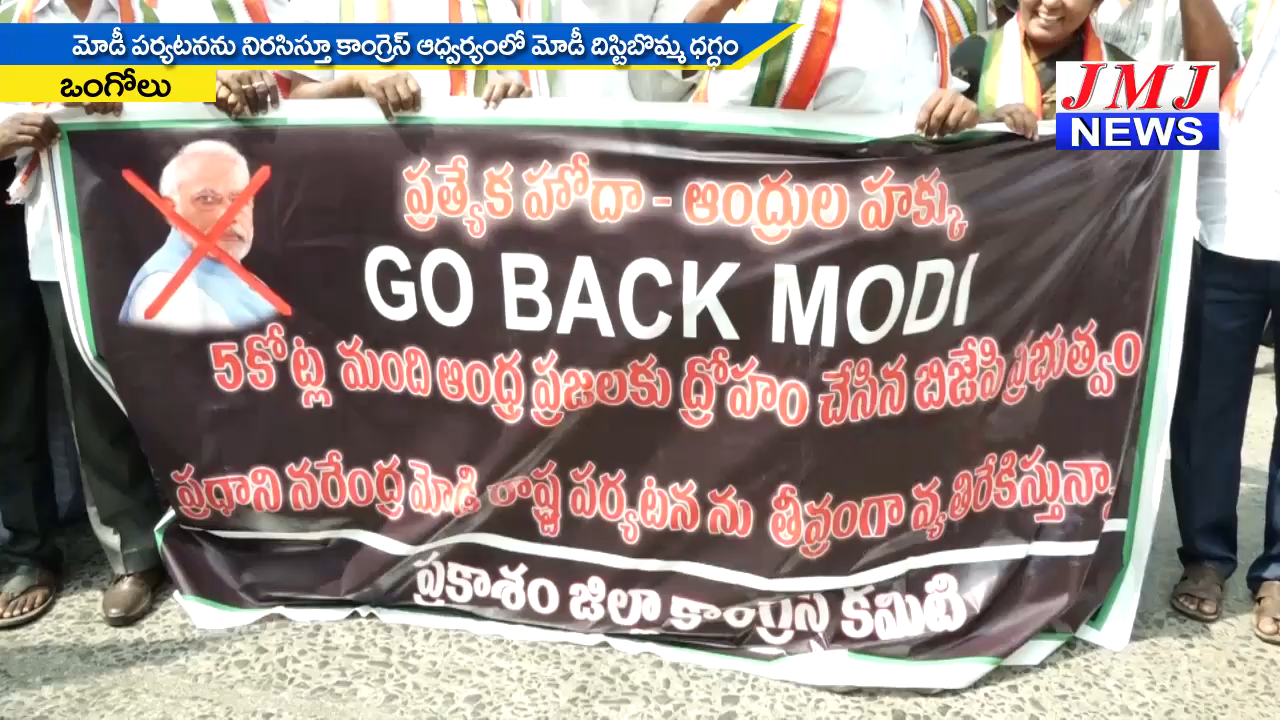 మోడీ పర్యటనను నిరసిస్తూ కాంగ్రెస్ ఆధ్వర్యంలో మోడీ దిస్టిబొమ్మ ధగ్దం
ఒంగోలు
JMJ
NEWS
ప్రత్యేక హోదా - ఆంధ్రుల హక్కు
GO BACK MODI
5కోట్ల మంది ఆంధ్ర ప్రజలకు ద్రోహం చేసిన బిజేపి ప్రభుత్వం
ప్రధాని నరేంద్ర మోడి రాష్ట్ర పర్యటన ను తీవ్రంగా వ్యతిరేకిస్తున్నా
ప్రకాశం జిల్లా కాంగ్రెస్ కమిటి